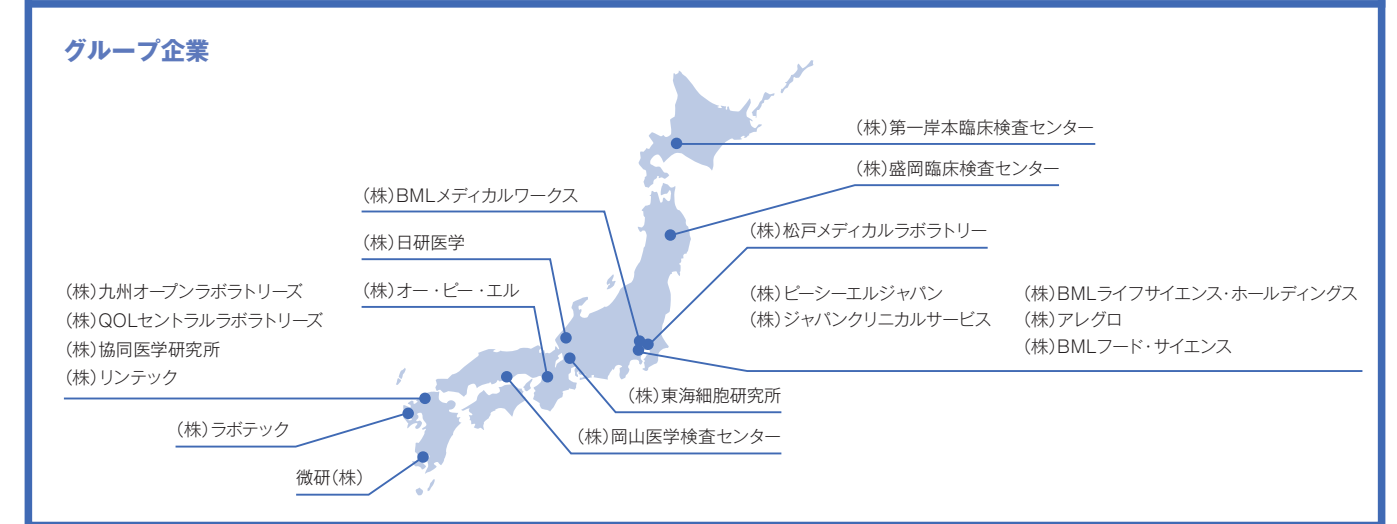 グループ企業
(株)第一岸本臨床検査センター
(株)盛岡臨床検査センター
(株)BMLメディカルワークス
(株)松戸メディカルラボラトリー
(株)日研医学
(株)オー・ビー・エル
(株)ピーシーエルジャパン
(株)ジャパンクリニカルサービス
(株)BMLライフサイエンス・ホールディングス
(株)アレグロ
(株)BMLフード・サイエンス
(株)九州オープンラボラトリーズ
(株)QOLセントラルラボラトリーズ
(株)協同医学研究所
(株)リンテック
(株)東海細胞研究所
(株)岡山医学検査センター
(株)ラボテック
微研(株)